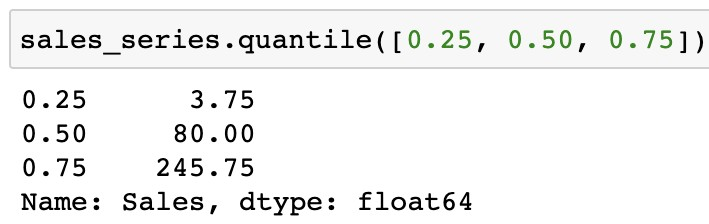 sales_series.quantile([0.25, 0.50, 0.75])
0.25      3.75
0.50     80.00
0.75    245.75
Name: Sales, dtype: float64